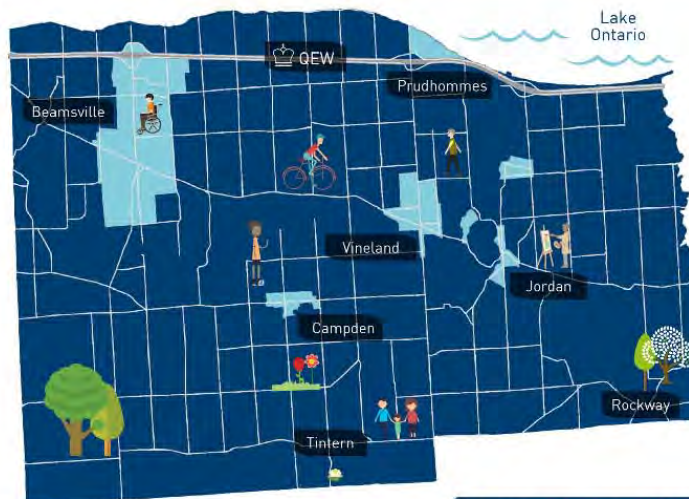 Lake
Ontario
QEW
Prudhommes
Beamsville
Vineland
Jordan
Campden
Rockway
Tintern